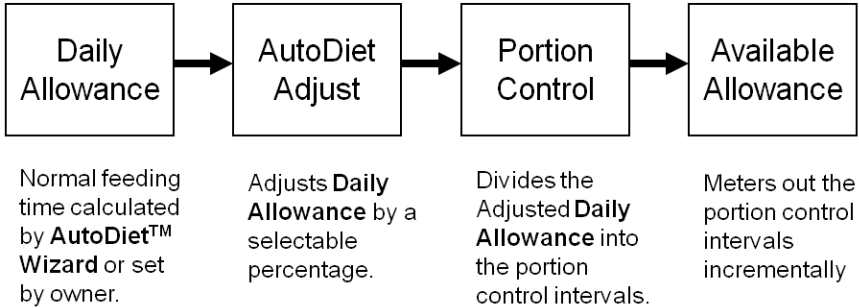 Daily
Allowance
AutoDiet
Adjust
Portion
Control
Available
Allowance
Normal feeding
time calculated
by AutoDiet™
Wizard or set
by owner.
Adjusts Daily
Allowance by a
selectable
percentage.
Divides the
Adjusted Daily
Allowance into
the portion
control intervals.
Meters out the
portion control
intervals
incrementally